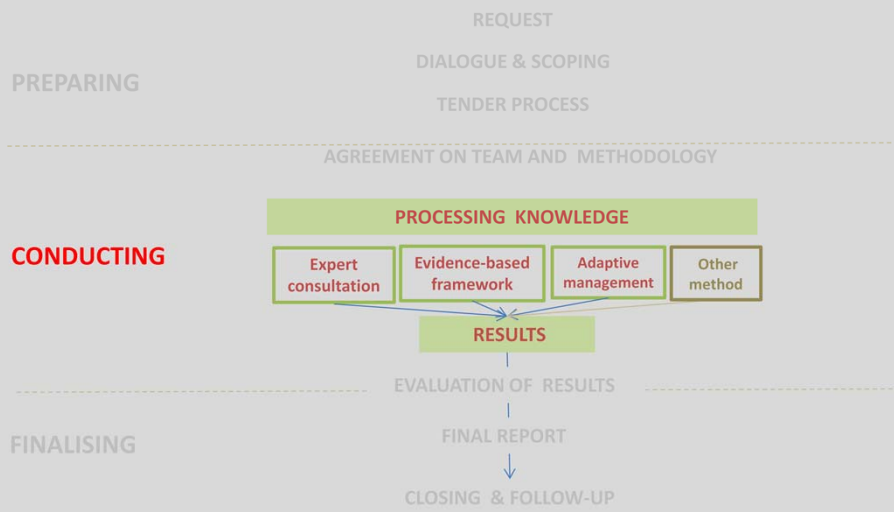 REQUEST
DIALOGUE & SCOPING
PREPARING
TENDER PROCESS
AGREEMENT ON TEAM AND METHODOLOGY
PROCESSING KNOWLEDGE
CONDUCTING
Expert
consultation
Evidence-based
framework
Adaptive
management
Other
method
RESULTS
EVALUATION OF RESULTS
FINALISING
FINAL REPORT
CLOSING & FOLLOW-UP